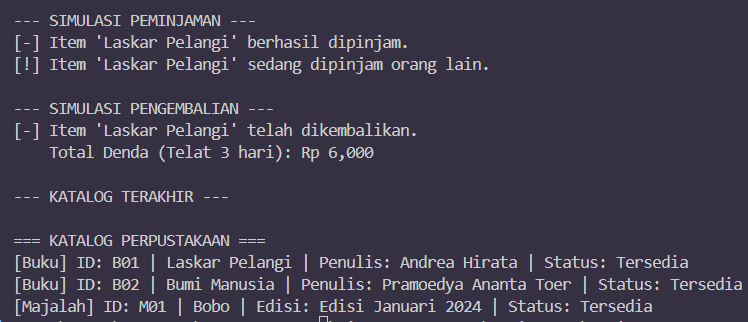 --- SIMULASI PEMINJAMAN ---
[-] Item 'Laskar Pelangi' berhasil dipinjam.
[!] Item 'Laskar Pelangi' sedang dipinjam orang lain.
--- SIMULASI PENGEMBALIAN ---
[-] Item 'Laskar Pelangi' telah dikembalikan.
Total Denda (Telat 3 hari): Rp 6,000
--- KATALOG TERAKHIR ---
=== KATALOG PERPUSTAKAAN ===
[Buku] ID: B01 | Laskar Pelangi | Penulis: Andrea Hirata | Status: Tersedia
[Buku] ID: B02 | Bumi Manusia | Penulis: Pramoedya Ananta Toer | Status: Tersedia
[Majalah] ID: M01 | Bobo | Edisi: Edisi Januari 2024 | Status: Tersedia